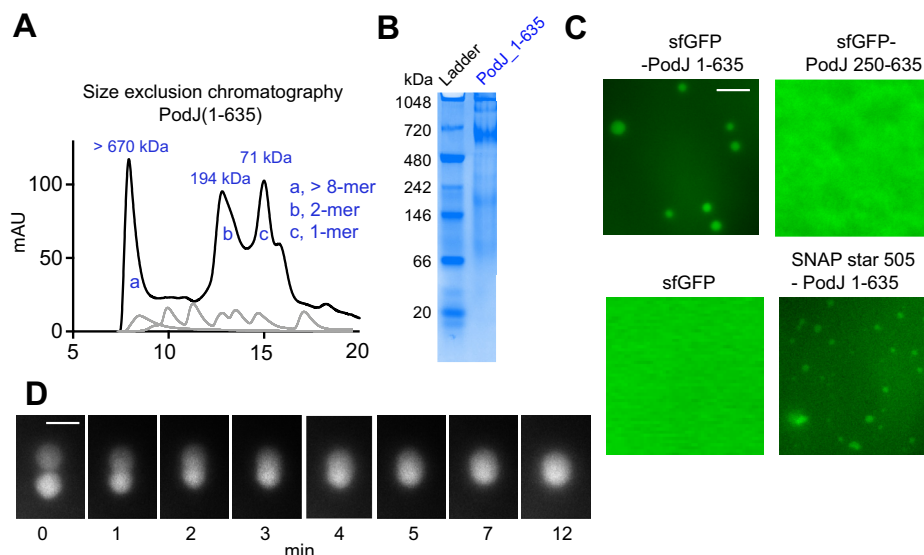 A
Size exclusion chromatography
PodJ(1-635)
> 670 kDa
194 kDa
71 kDa
a, > 8-mer
b, 2-mer
c, 1-mer
a
b
c
mAU
100
50
0
5
10
15
20
B
kDa
Ladder
PodJ_1-635
1048
720
480
242
146
66
20
C
sfGFP
-PodJ 1-635
sfGFP-
PodJ 250-635
sfGFP
SNAP star 505
- PodJ 1-635
D
0
1
2
3
4
5
7
12
min